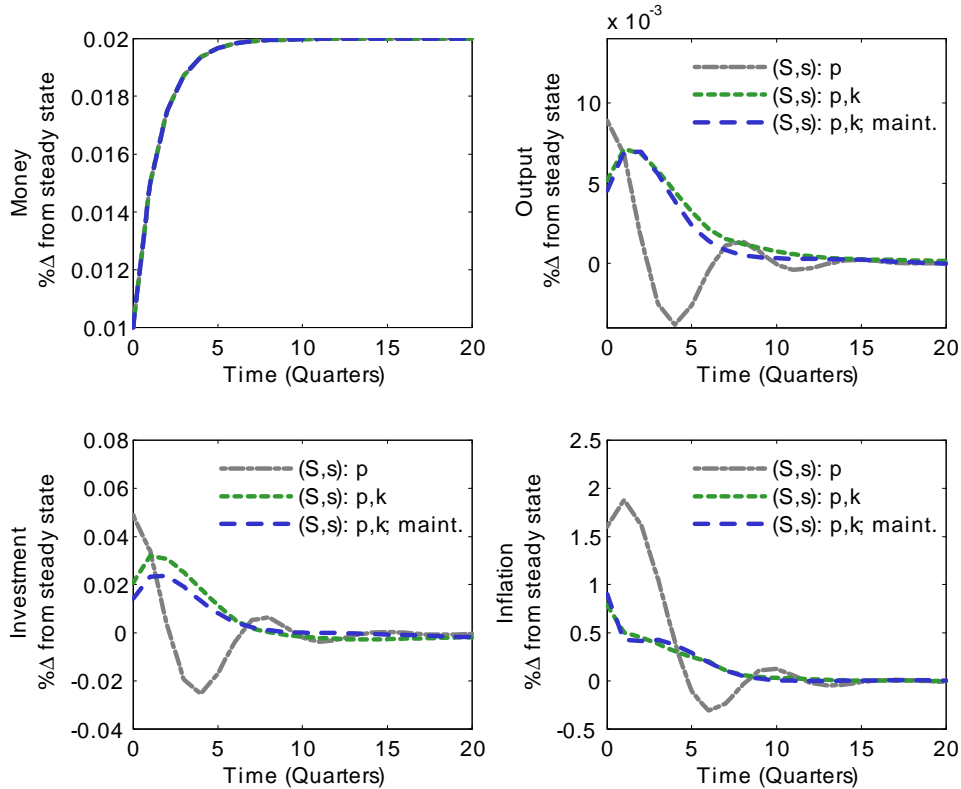 0.02
0.018
0.016
0.014
0.012
0.01
0 5 10 15 20
Time (Quarters)
Money
%Δ from steady state
x 10⁻³
10
5
0
0 5 10 15 20
Time (Quarters)
Output
%Δ from steady state
(S,s): p
(S,s): p,k
(S,s): p,k; maint.
0.08
0.06
0.04
0.02
0
-0.02
-0.04
0 5 10 15 20
Time (Quarters)
Investment
%Δ from steady state
(S,s): p
(S,s): p,k
(S,s): p,k; maint.
2.5
2
1.5
1
0.5
0
-0.5
0 5 10 15 20
Time (Quarters)
Inflation
%Δ from steady state
(S,s): p
(S,s): p,k
(S,s): p,k; maint.